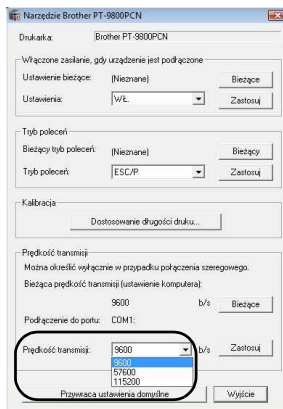 Narzędzie Brother PT-9800PCN
Drukarka: Brother PT-9800PCN
Włączone zasilanie, gdy urządzenie jest podłączone
Ustawienie bieżące: (Nieznane) Bieżące
Ustawienia: WŁ. Zastosuj
Tryb poleceń
Bieżący tryb poleceń: (Nieznane) Bieżący
Tryb poleceń: ESC/P Zastosuj
Kalibracja
Dostosowanie długości druku...
Prędkość transmisji
Można określić wyłącznie w przypadku połączenia szeregowego.
Bieżąca prędkość transmisji (ustawienie komputera):
9600 b/s Bieżące
Podłączenie do portu: COM1:
Prędkość transmisji: 9600 b/s Zastosuj
9600
57600
115200
Przywraca ustawienia domyślne Wyjście